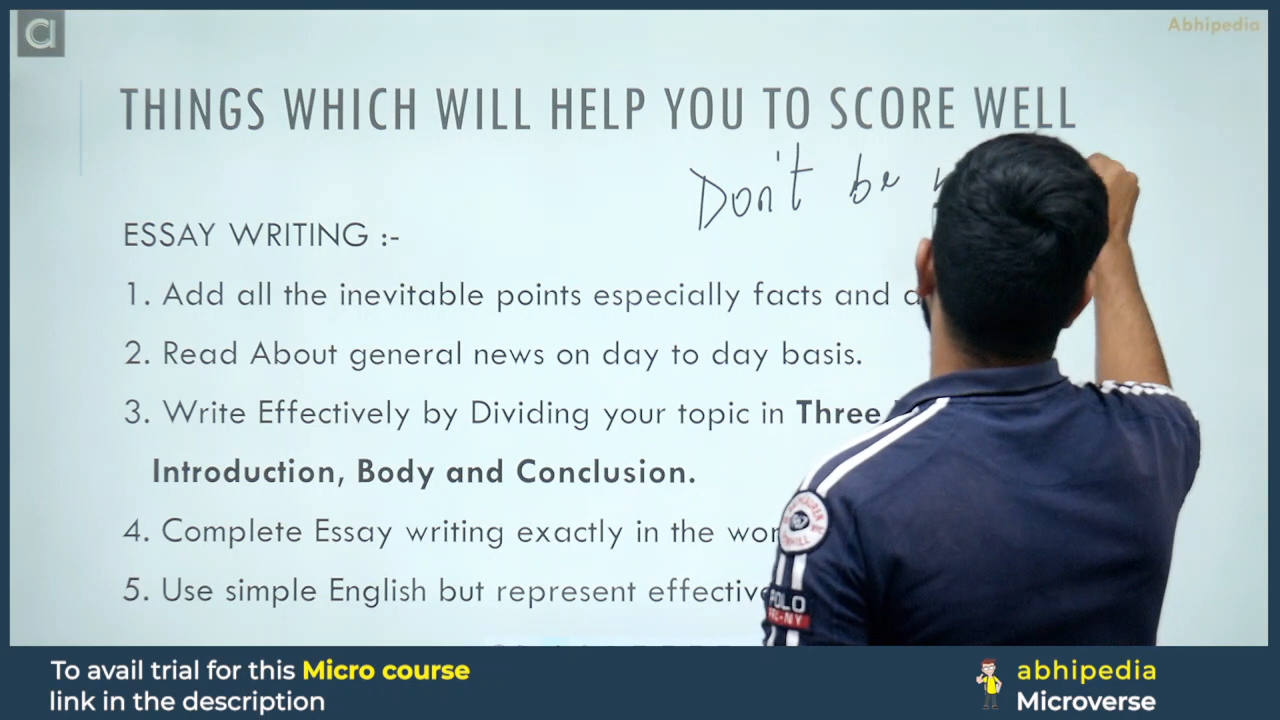 Abhipedia
THINGS WHICH WILL HELP YOU TO SCORE WELL
Don't be
ESSAY WRITING :-
1. Add all the inevitable points especially facts and
2. Read About general news on day to day basis.
3. Write Effectively by Dividing your topic in Three
Introduction, Body and Conclusion.
4. Complete Essay writing exactly in the
5. Use simple English but represent
POLO
To avail trial for this Micro course
link in the description
abhipedia
Microverse